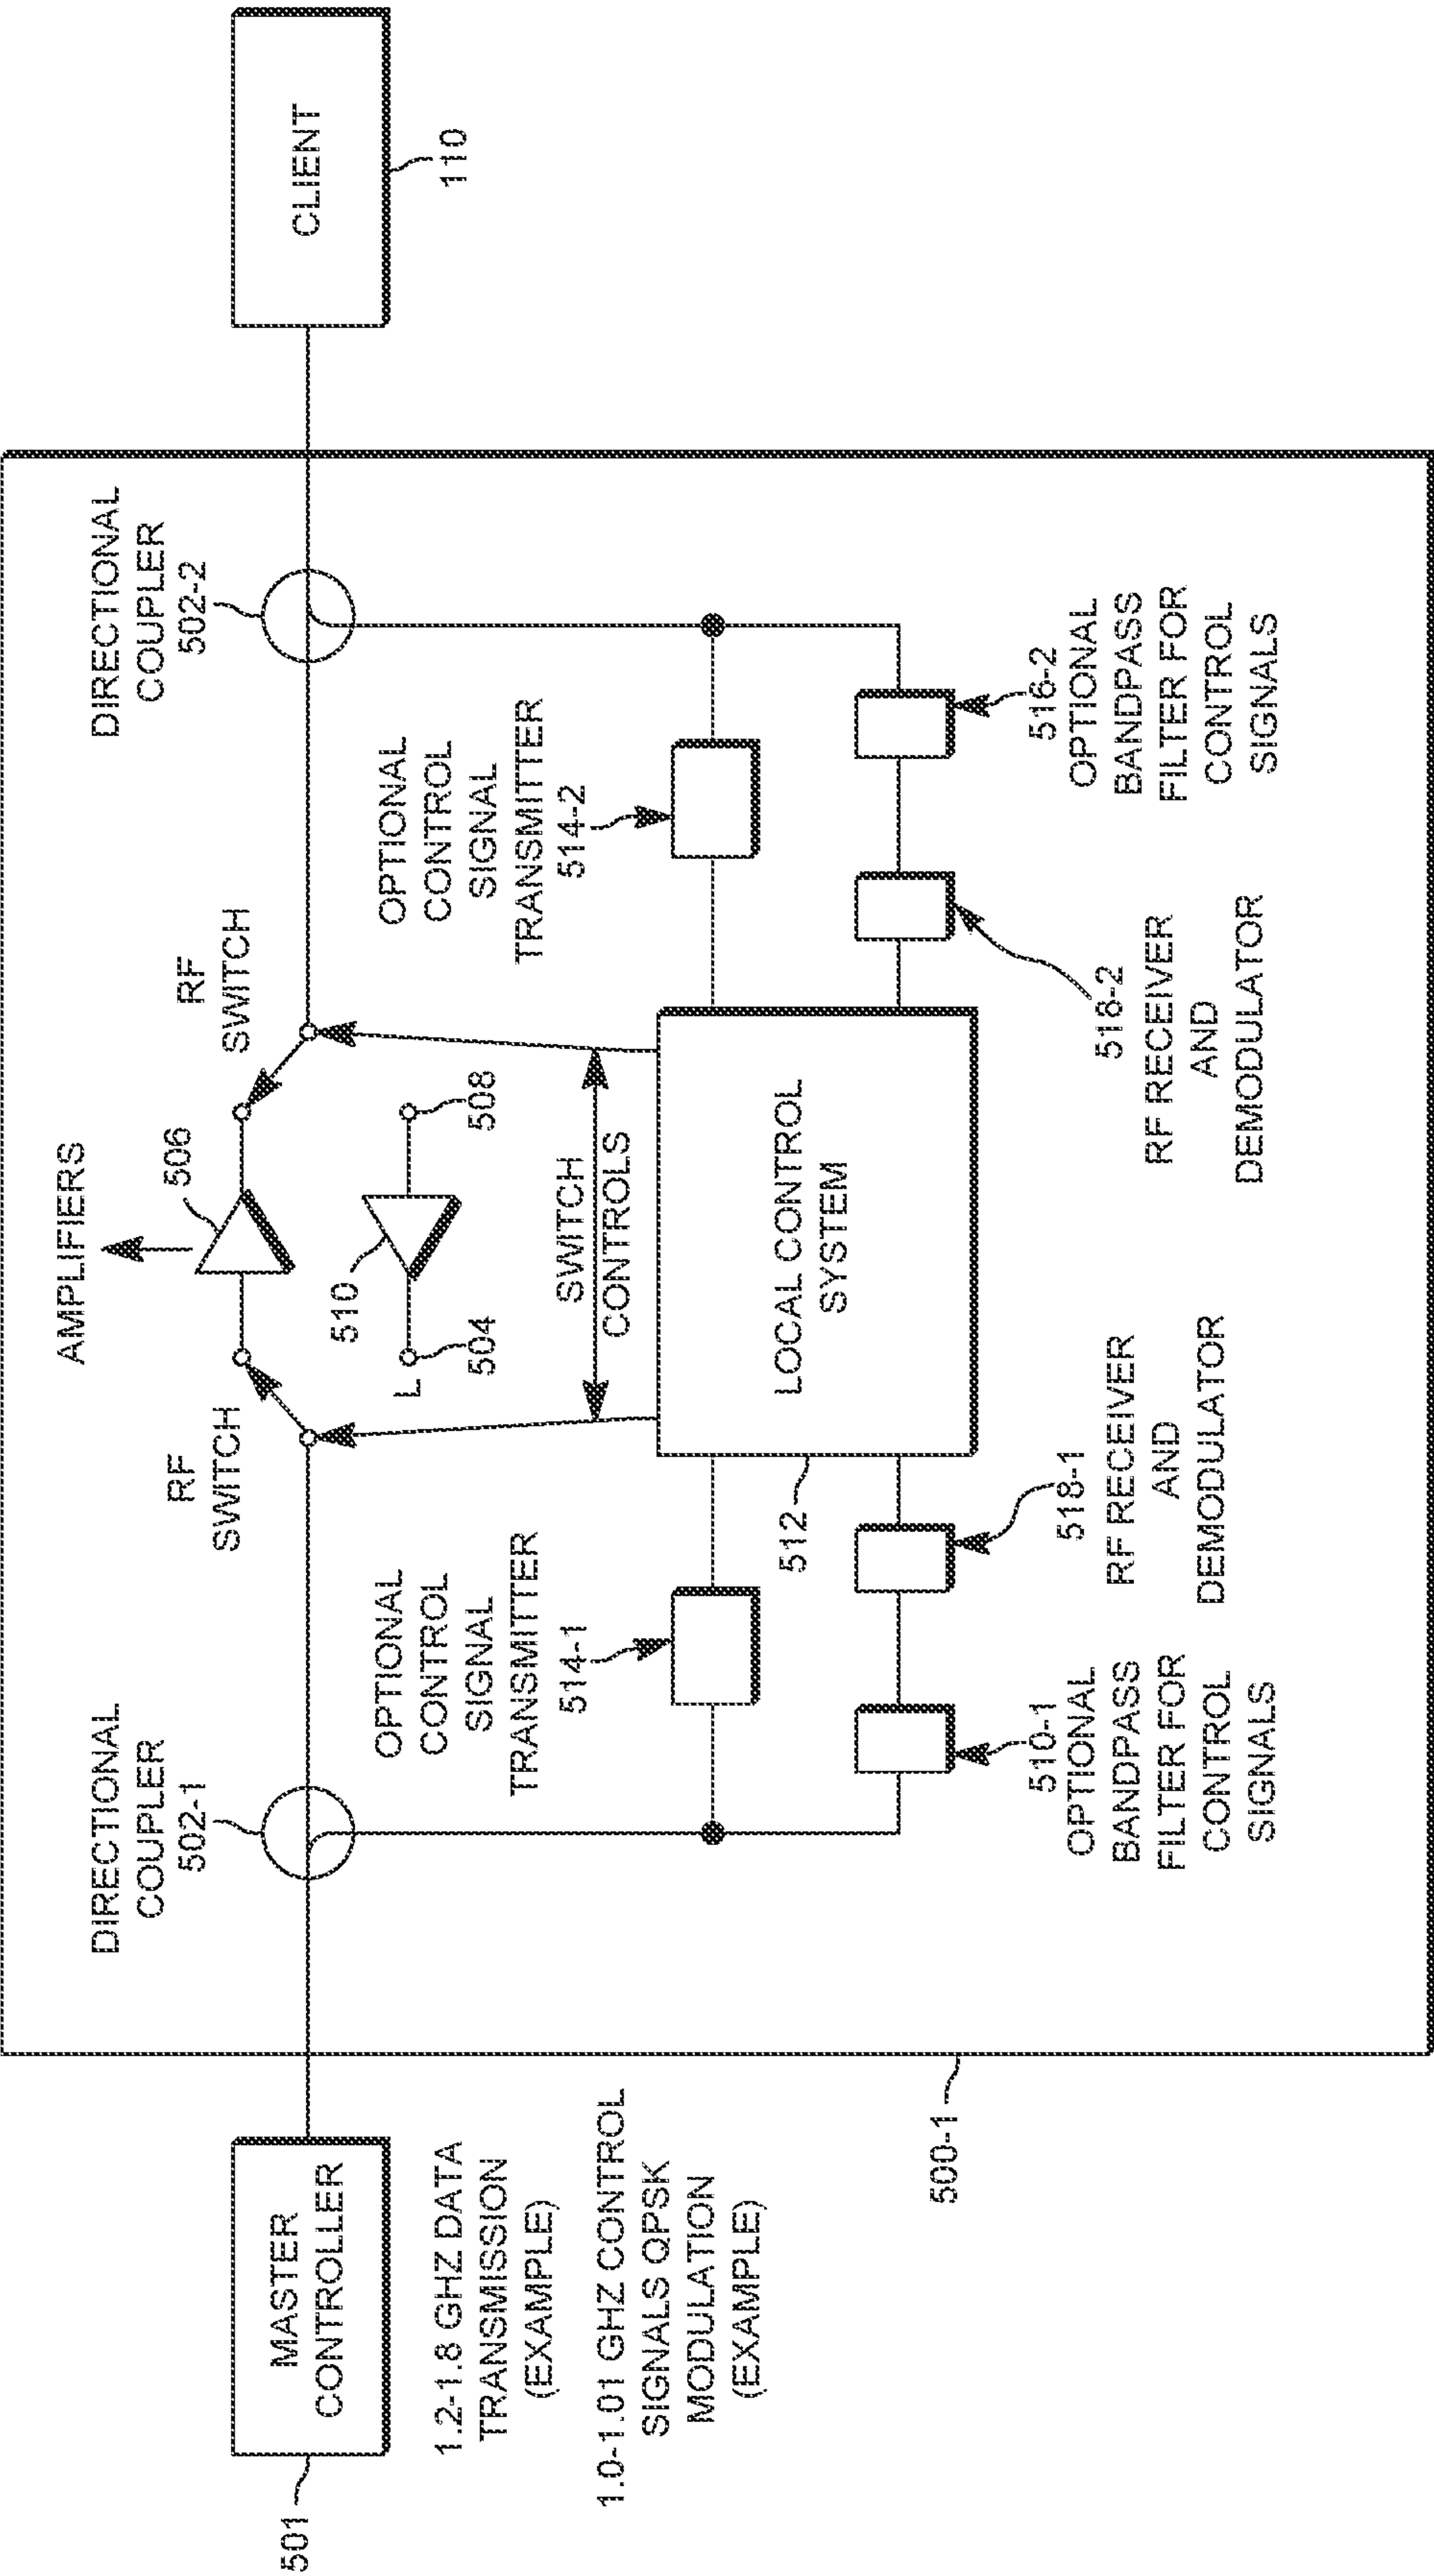 501
MASTER
CONTROLLER
1.2-1.8 GHZ DATA
TRANSMISSION
(EXAMPLE)
1.0-1.01 GHZ CONTROL
SIGNALS QPSK
MODULATION
(EXAMPLE)
500-1
DIRECTIONAL
COUPLER
502-1
OPTIONAL
CONTROL
SIGNAL
TRANSMITTER
514-1
510-1
OPTIONAL
BANDPASS
FILTER FOR
CONTROL
SIGNALS
RF
SWITCH
AMPLIFIERS
506
510
L
504
508
SWITCH
CONTROLS
512
LOCAL CONTROL
SYSTEM
518-1
RF RECEIVER
AND
DEMODULATOR
RF
SWITCH
DIRECTIONAL
COUPLER
502-2
OPTIONAL
CONTROL
SIGNAL
TRANSMITTER
514-2
518-2
RF RECEIVER
AND
DEMODULATOR
516-2
OPTIONAL
BANDPASS
FILTER FOR
CONTROL
SIGNALS
CLIENT
110